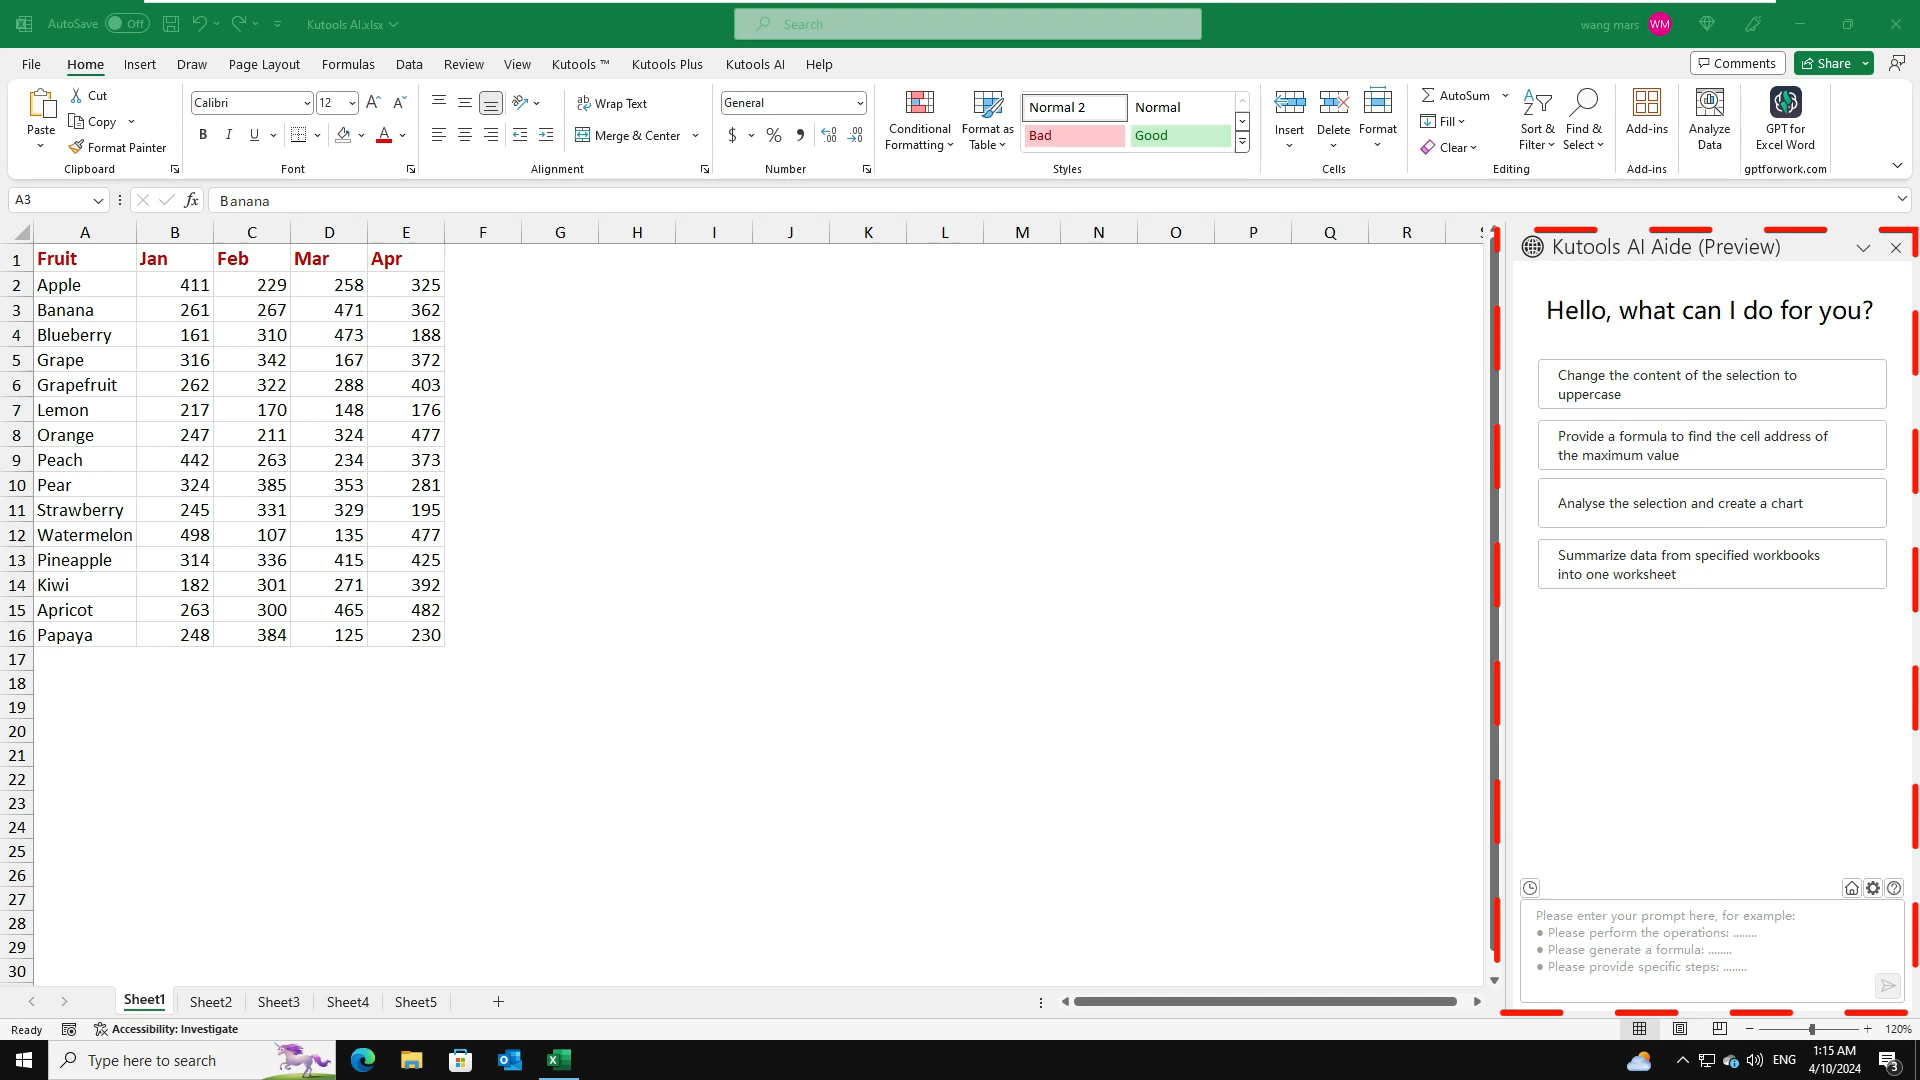 AutoSave Off Kutools AI.xlsx Search wang mars WM
File Home Insert Draw Page Layout Formulas Data Review View Kutools ™ Kutools Plus Kutools AI Help Comments Share
Paste Cut Copy Format Painter Clipboard
Calibri 12 B I U A Font
Wrap Text Merge & Center Alignment
General $ % Number
Conditional Formatting Format as Table Normal 2 Normal Bad Good Styles
Insert Delete Format Cells
AutoSum Fill Clear Sort & Filter Find & Select Editing
Add-ins Add-ins
Analyze Data
GPT for Excel Word gptforwork.com
A3 fx Banana
A B C D E F G H I J K L M N O P Q R
1 Fruit Jan Feb Mar Apr
2 Apple 411 229 258 325
3 Banana 261 267 471 362
4 Blueberry 161 310 473 188
5 Grape 316 342 167 372
6 Grapefruit 262 322 288 403
7 Lemon 217 170 148 176
8 Orange 247 211 324 477
9 Peach 442 263 234 373
10 Pear 324 385 353 281
11 Strawberry 245 331 329 195
12 Watermelon 498 107 135 477
13 Pineapple 314 336 415 425
14 Kiwi 182 301 271 392
15 Apricot 263 300 465 482
16 Papaya 248 384 125 230
17
18
19
20
21
22
23
24
25
26
27
28
29
30
Kutools AI Aide (Preview)
Hello, what can I do for you?
Change the content of the selection to
uppercase
Provide a formula to find the cell address of
the maximum value
Analyse the selection and create a chart
Summarize data from specified workbooks
into one worksheet
Please enter your prompt here, for example:
● Please perform the operations: ........
● Please generate a formula: ........
● Please provide specific steps: ........
Sheet1 Sheet2 Sheet3 Sheet4 Sheet5
Ready Accessibility: Investigate 120%
Type here to search ENG 1:15 AM
4/10/2024 3